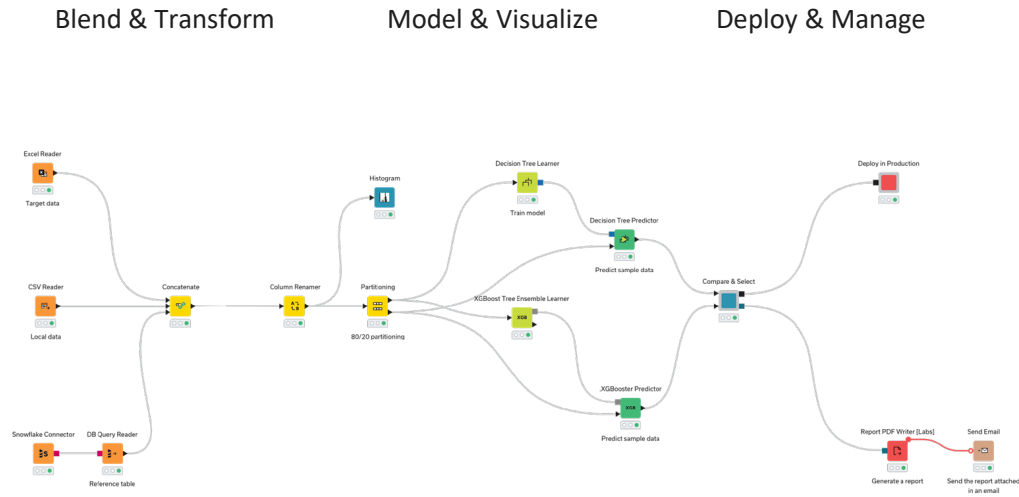 Blend & Transform
Model & Visualize
Deploy & Manage
Excel Reader
Target data
CSV Reader
Local data
Snowflake Connector
DB Query Reader
Reference table
Concatenate
Column Renamer
Histogram
Partitioning
80/20 partitioning
Decision Tree Learner
Train model
Decision Tree Predictor
Predict sample data
XGBoost Tree Ensemble Learner
XGB
XGBooster Predictor
XGB
Predict sample data
Compare & Select
Deploy in Production
Report PDF Writer [Labs]
Generate a report
Send Email
Send the report attached
in an email